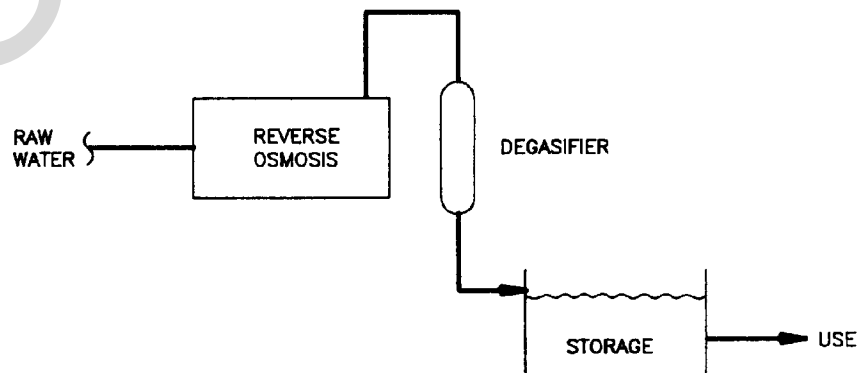 RAW
WATER
REVERSE
OSMOSIS
DEGASIFIER
STORAGE
USE